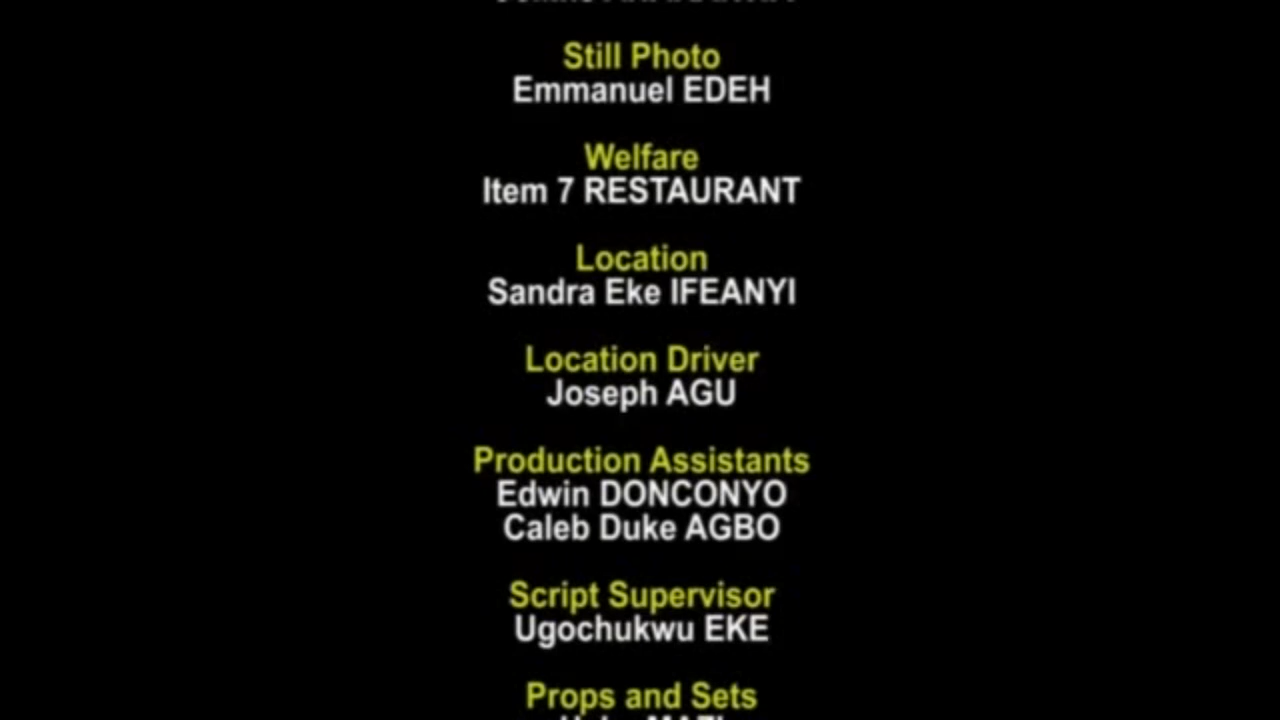 Still Photo
Emmanuel EDEH
Welfare
Item 7 RESTAURANT
Location
Sandra Eke IFEANYI
Location Driver
Joseph AGU
Production Assistants
Edwin DONCONYO
Caleb Duke AGBO
Script Supervisor
Ugochukwu EKE
Props and Sets